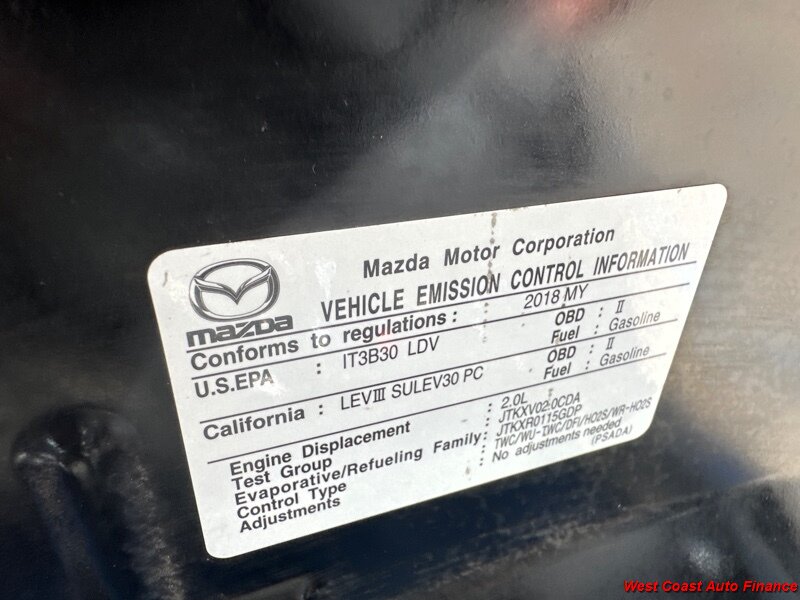 mazda
Mazda Motor Corporation
VEHICLE EMISSION CONTROL INFORMATION
Conforms to regulations : 2018 MY
U.S.EPA : IT3B30 LDV OBD : II
Fuel : Gasoline
California : LEVIII SULEV30 PC OBD : II
Fuel : Gasoline
Engine Displacement : 2.0L
Test Group : JTKXV02.0CDA
Evaporative/Refueling Family: JTKXR0115GDP
Control Type : TWC/WU-TWC/DFI/HO2S/WR-HO2S
Adjustments : No adjustments needed
(PSADA)
West Coast Auto Finance